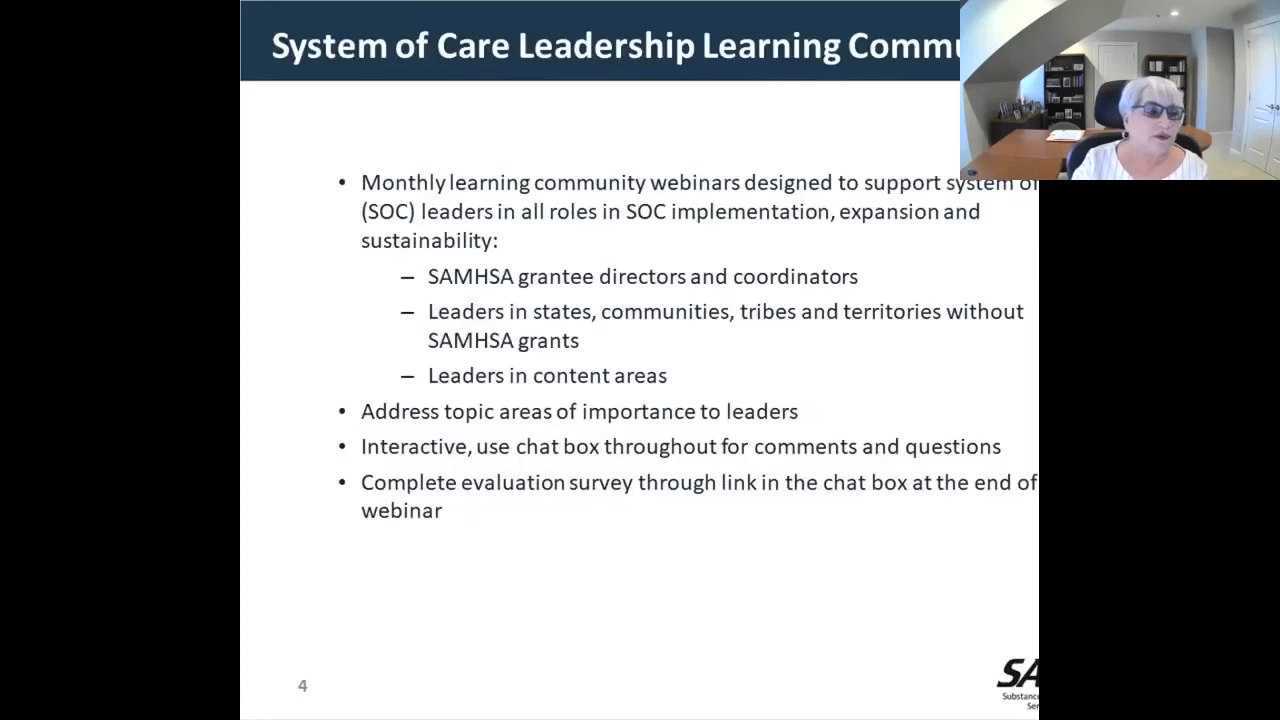 System of Care Leadership Learning Commu
• Monthly learning community webinars designed to support system of
(SOC) leaders in all roles in SOC implementation, expansion and
sustainability:
– SAMHSA grantee directors and coordinators
– Leaders in states, communities, tribes and territories without
SAMHSA grants
– Leaders in content areas
• Address topic areas of importance to leaders
• Interactive, use chat box throughout for comments and questions
• Complete evaluation survey through link in the chat box at the end of
webinar
4
SA
Substance
Ser